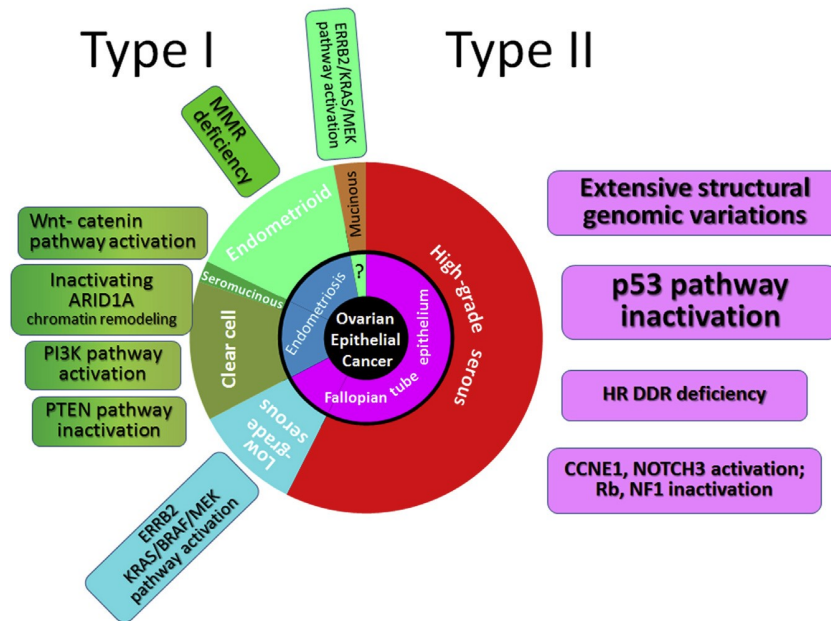 Type I
Type II
ERRB2/KRAS/MEK
pathway activation
MMR
deficiency
Wnt- catenin
pathway activation
Inactivating
ARID1A
chromatin remodeling
PI3K pathway
activation
PTEN pathway
inactivation
ERRB2
KRAS/BRAF/MEK
pathway activation
Mucinous
Endometrioid
Seromucinous
Clear cell
Low
-grade
serous
High-grade serous
Endometriosis
?
Fallopian tube epithelium
Ovarian
Epithelial
Cancer
Extensive structural
genomic variations
p53 pathway
inactivation
HR DDR deficiency
CCNE1, NOTCH3 activation;
Rb, NF1 inactivation